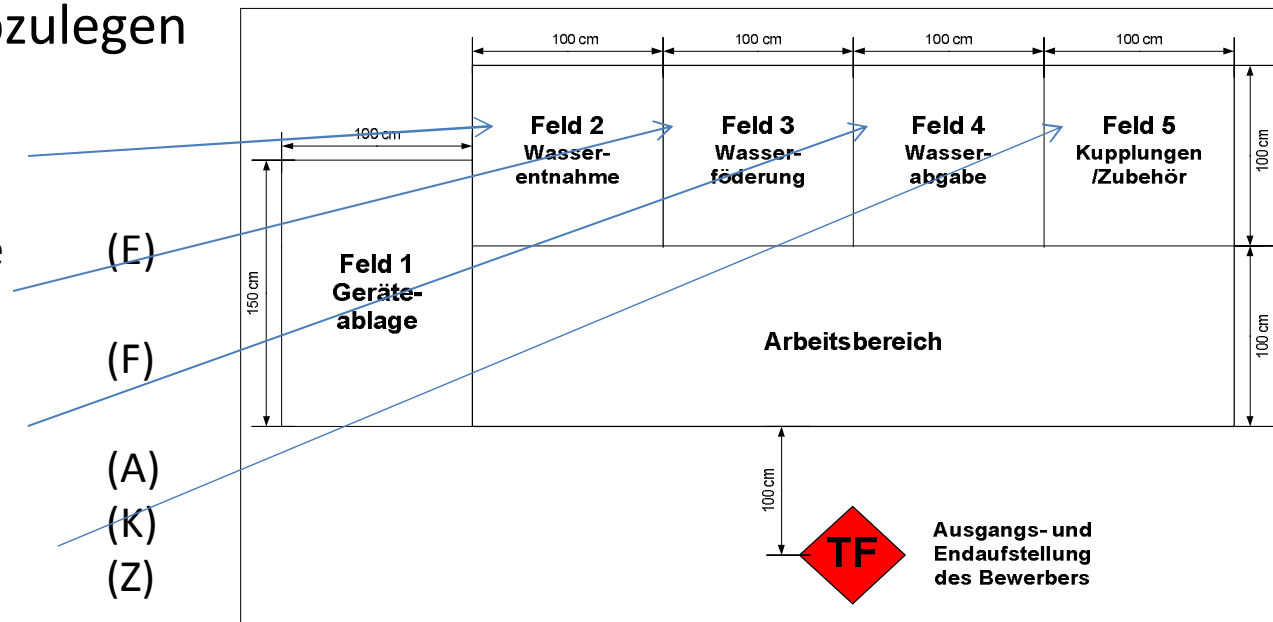 ozulegen
e (E)
(F)
(A)
(K)
(Z)
100 cm
100 cm
100 cm
100 cm
100 cm
Feld 2
Wasser-
entnahme
Feld 3
Wasser-
föderung
Feld 4
Wasser-
abgabe
Feld 5
Kupplungen
/Zubehör
100 cm
150 cm
Feld 1
Geräte-
ablage
Arbeitsbereich
100 cm
100 cm
TF
Ausgangs- und
Endaufstellung
des Bewerbers